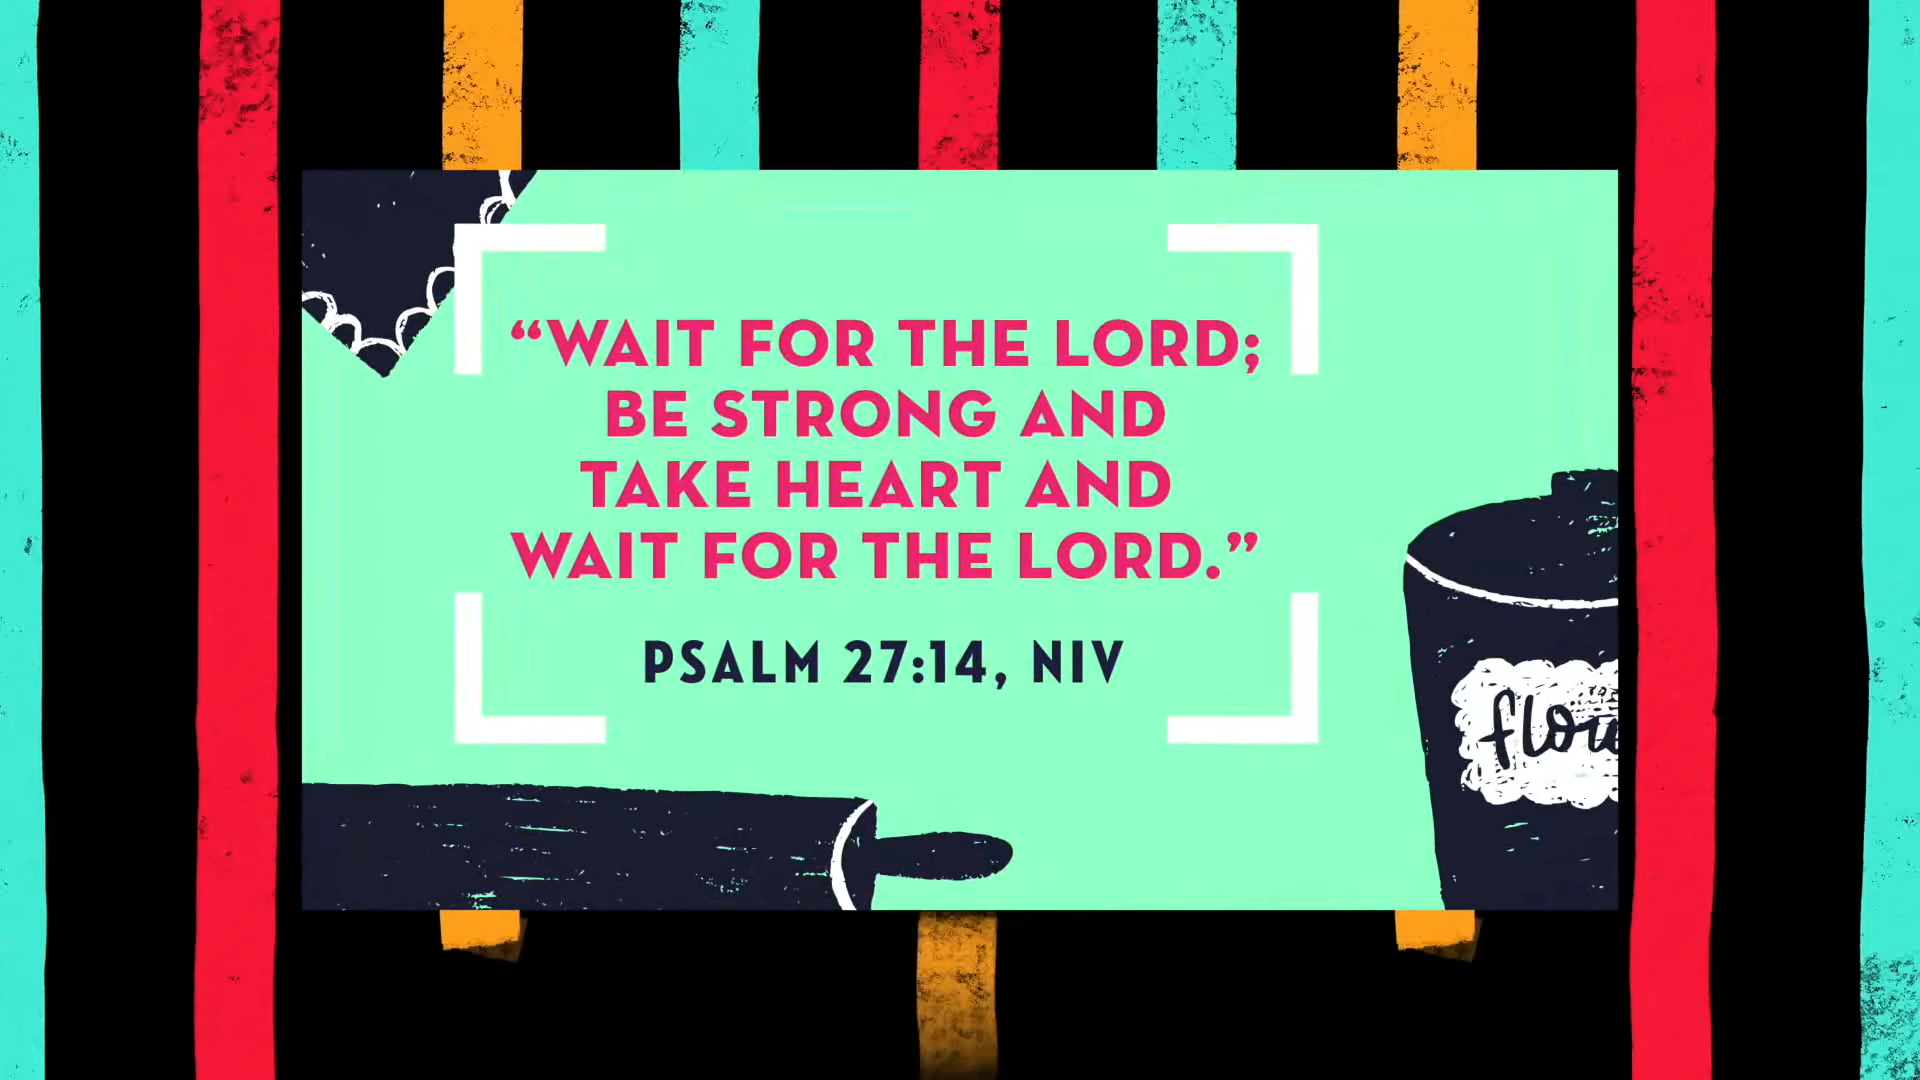 “WAIT FOR THE LORD;
BE STRONG AND
TAKE HEART AND
WAIT FOR THE LORD.”
PSALM 27:14, NIV